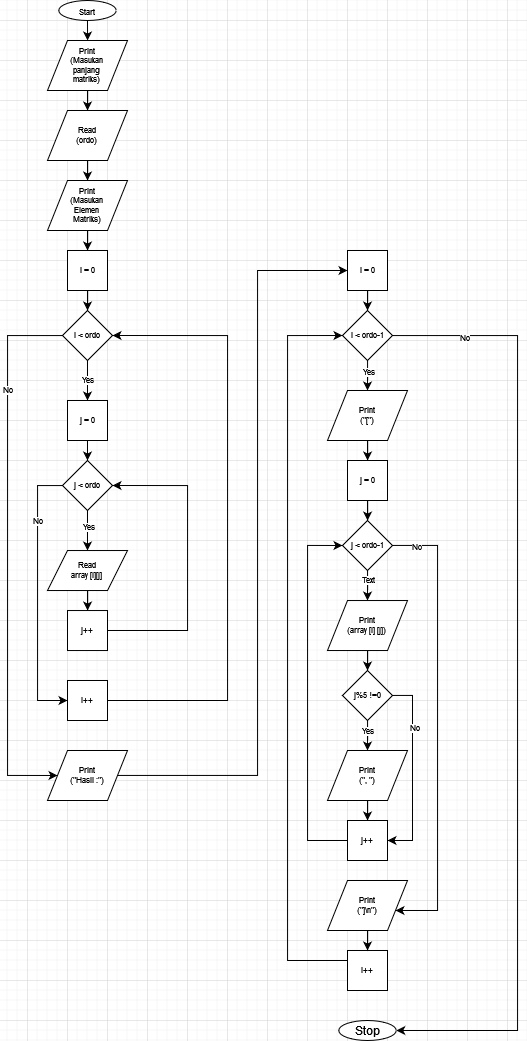 Start
Print
(Masukan
panjang
matriks)
Read
(ordo)
Print
(Masukan
Elemen
Matriks)
i = 0
i < ordo
Yes
No
j = 0
j < ordo
No
Yes
Read
array [i][j]
j++
i++
Print
("Hasil :")
i = 0
i < ordo-1
No
Yes
Print
("[")
j = 0
j < ordo-1
No
Text
Print
(array [i] [j])
j%5 !=0
No
Yes
Print
(", ")
j++
Print
("]\n")
i++
Stop